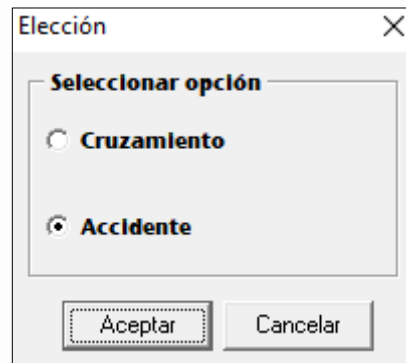 Elección
Seleccionar opción
Cruzamiento
Accidente
Aceptar Cancelar